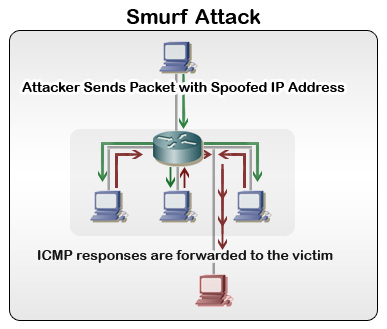 Smurf Attack
Attacker Sends Packet with Spoofed IP Address
ICMP responses are forwarded to the victim